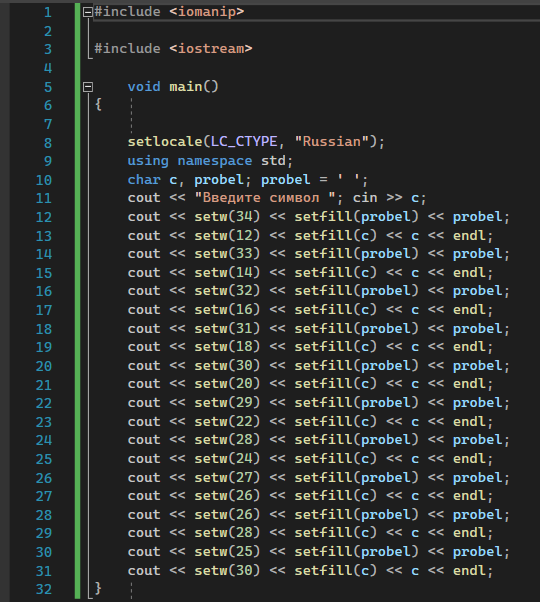 1 #include <iomanip>
2
3 #include <iostream>
4
5 void main()
6 {
7
8 setlocale(LC_CTYPE, "Russian");
9 using namespace std;
10 char c, probel; probel = ' ';
11 cout << "Введите символ "; cin >> c;
12 cout << setw(34) << setfill(probel) << probel;
13 cout << setw(12) << setfill(c) << c << endl;
14 cout << setw(33) << setfill(probel) << probel;
15 cout << setw(14) << setfill(c) << c << endl;
16 cout << setw(32) << setfill(probel) << probel;
17 cout << setw(16) << setfill(c) << c << endl;
18 cout << setw(31) << setfill(probel) << probel;
19 cout << setw(18) << setfill(c) << c << endl;
20 cout << setw(30) << setfill(probel) << probel;
21 cout << setw(20) << setfill(c) << c << endl;
22 cout << setw(29) << setfill(probel) << probel;
23 cout << setw(22) << setfill(c) << c << endl;
24 cout << setw(28) << setfill(probel) << probel;
25 cout << setw(24) << setfill(c) << c << endl;
26 cout << setw(27) << setfill(probel) << probel;
27 cout << setw(26) << setfill(c) << c << endl;
28 cout << setw(26) << setfill(probel) << probel;
29 cout << setw(28) << setfill(c) << c << endl;
30 cout << setw(25) << setfill(probel) << probel;
31 cout << setw(30) << setfill(c) << c << endl;
32 }